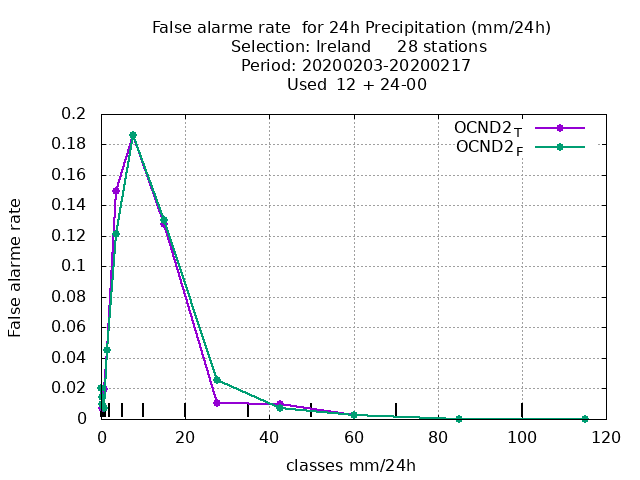 False alarme rate  for 24h Precipitation (mm/24h)
Selection: Ireland     28 stations
Period: 20200203-20200217
Used  12 + 24-00
OCND2T
OCND2F
False alarme rate
0.2
0.18
0.16
0.14
0.12
0.1
0.08
0.06
0.04
0.02
0
0 20 40 60 80 100 120
classes mm/24h